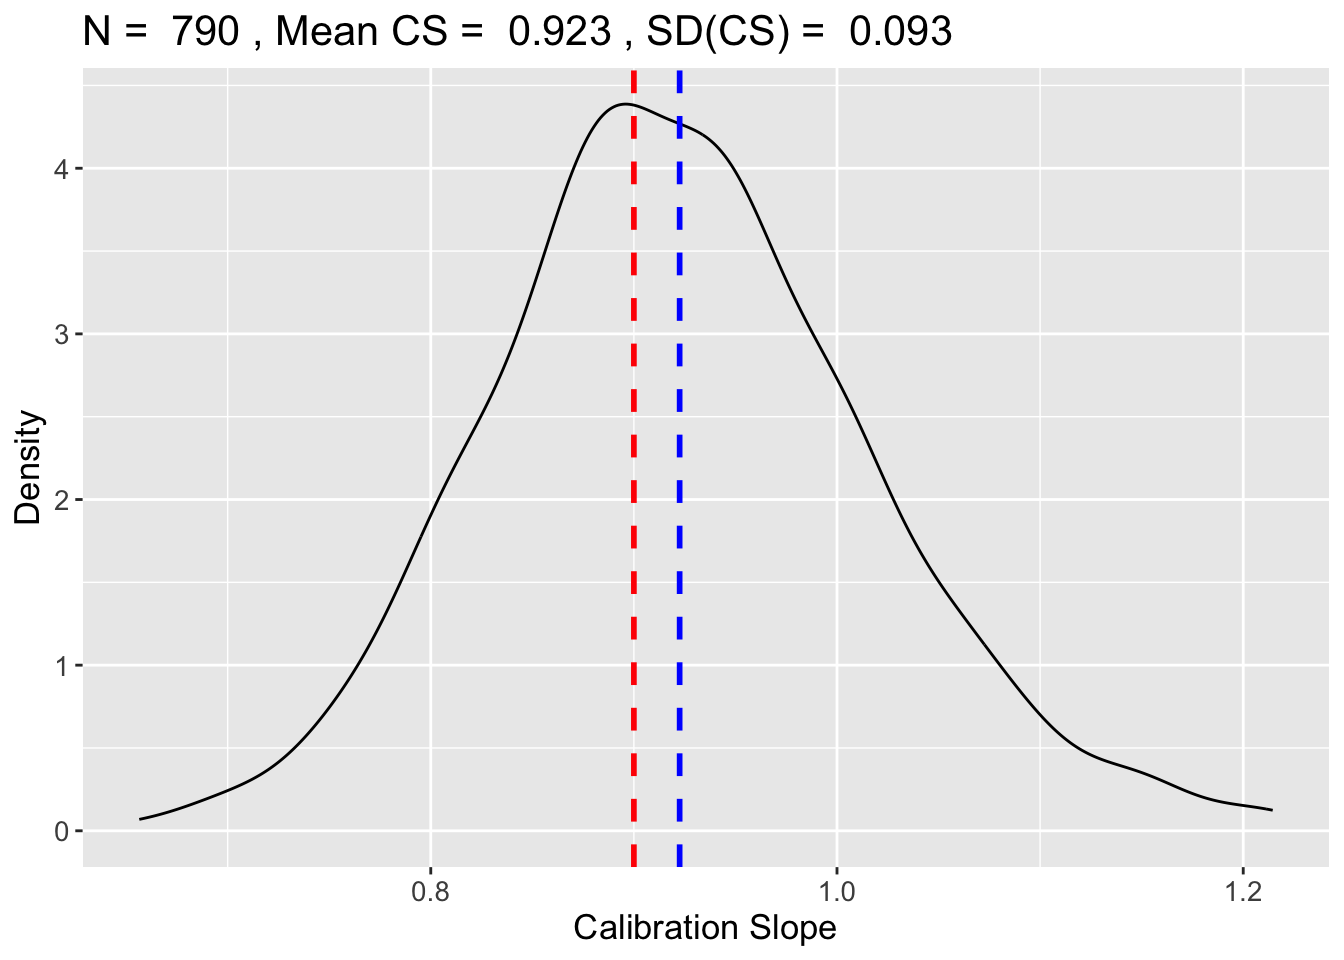 N =  790 , Mean CS =  0.923 , SD(CS) =  0.093
4
3
2
1
0
Density
0.8
1.0
1.2
Calibration Slope